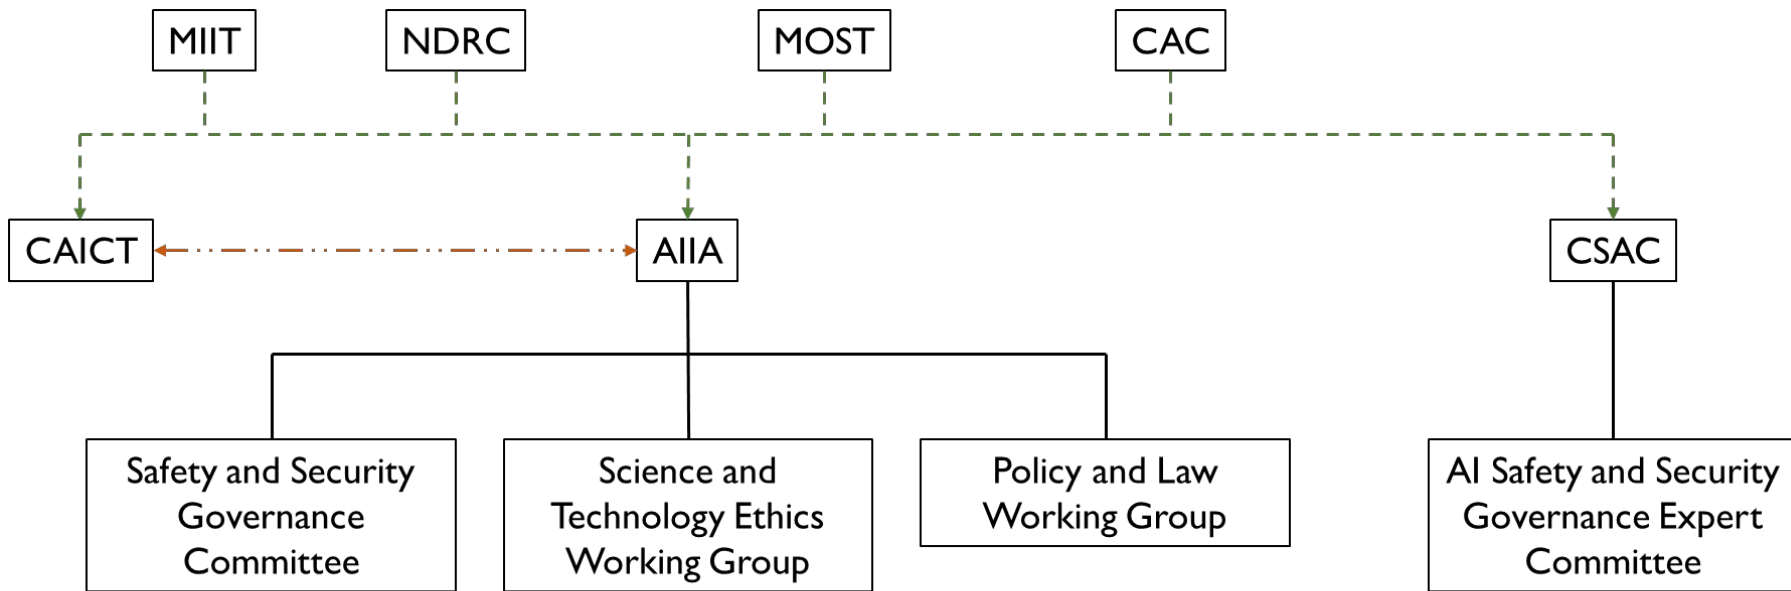 MIIT
NDRC
MOST
CAC
CAICT
AIIA
CSAC
Safety and Security
Governance
Committee
Science and
Technology Ethics
Working Group
Policy and Law
Working Group
AI Safety and Security
Governance Expert
Committee